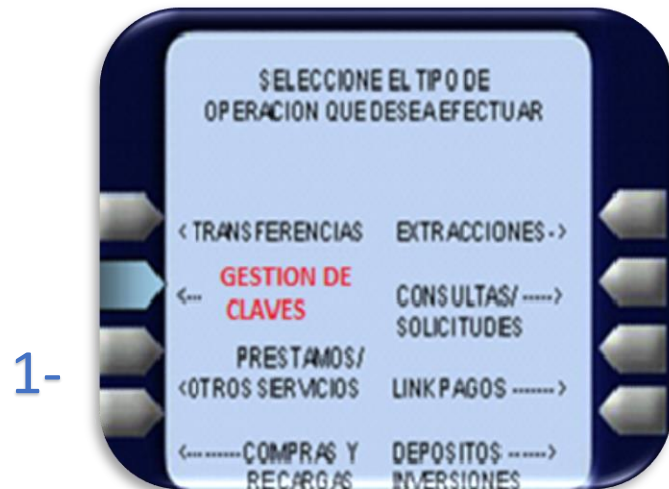 SELECCIONE EL TIPO DE
OPERACION QUE DESEA EFECTUAR
< TRANSFERENCIAS
EXTRACCIONES - >
<--- GESTION DE
CLAVES
CONSULTAS/ ----->
SOLICITUDES
1-
PRESTAMOS/
<OTROS SERVICIOS
LINK PAGOS ------->
<---------COMPRAS Y
RECARGAS
DEPOSITOS ------>
INVERSIONES